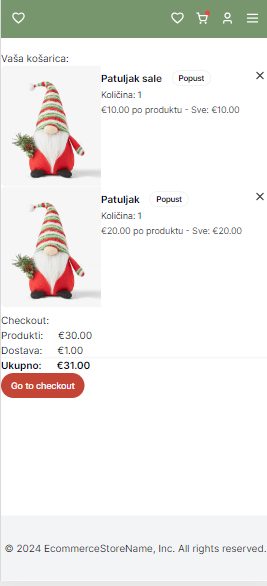 Vaša košarica:
Patuljak sale Popust
Količina: 1
€10.00 po produktu - Sve: €10.00
Patuljak Popust
Količina: 1
€20.00 po produktu - Sve: €20.00
Checkout:
Produkti: €30.00
Dostava: €1.00
Ukupno: €31.00
Go to checkout
© 2024 EcommerceStoreName, Inc. All rights reserved.